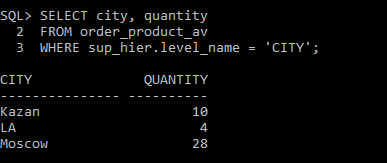 SQL> SELECT city, quantity
  2  FROM order_product_av
  3  WHERE sup_hier.level_name = 'CITY';
CITY              QUANTITY
--------------- ----------
Kazan                   10
LA                       4
Moscow                  28